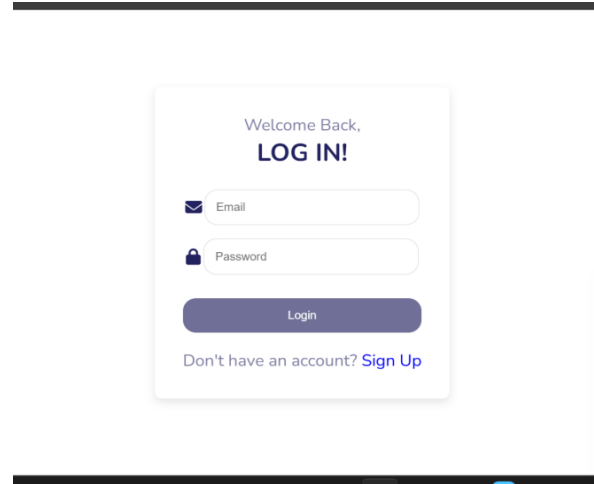 Welcome Back,
LOG IN!
Email
Password
Login
Don't have an account? Sign Up